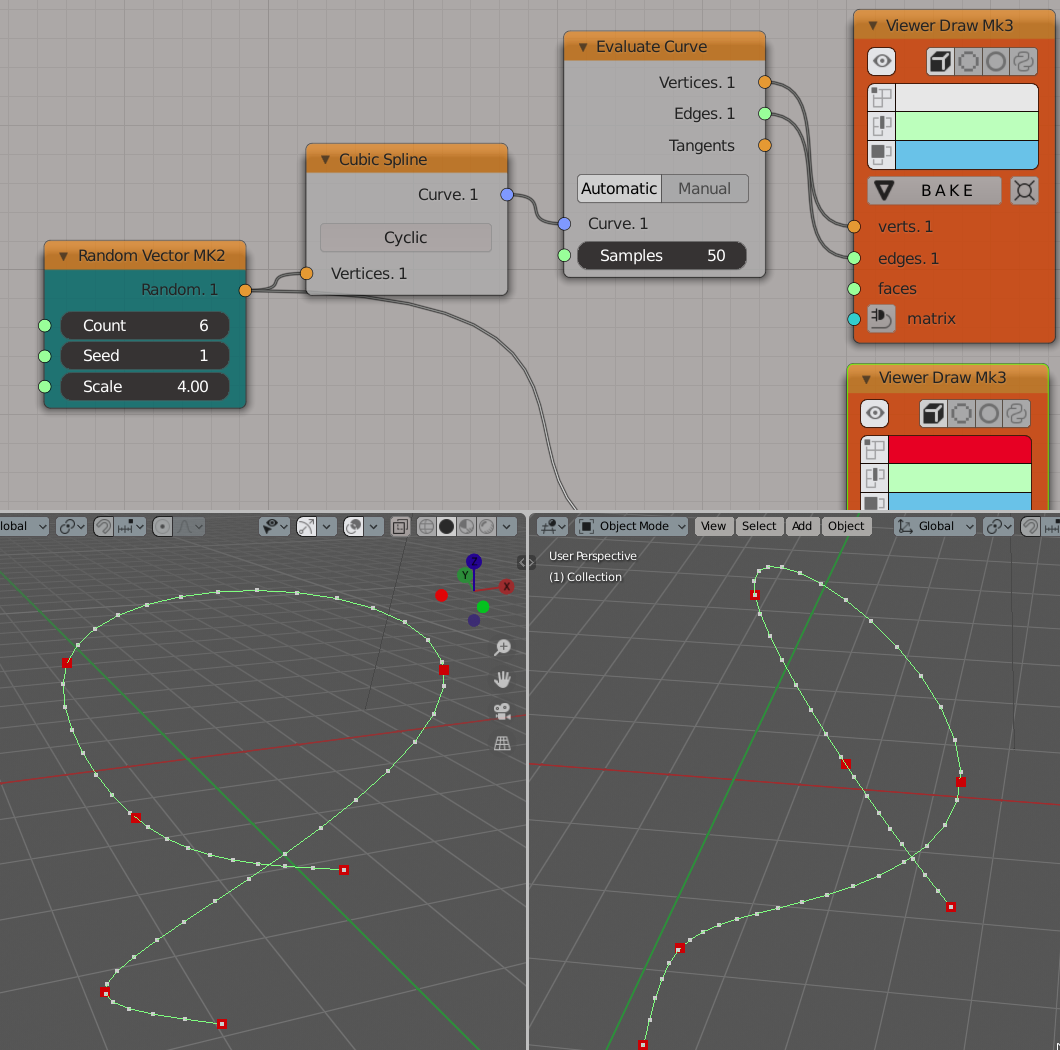 Viewer Draw Mk3
BAKE
verts. 1
edges. 1
faces
matrix
Evaluate Curve
Vertices. 1
Edges. 1
Tangents
Automatic Manual
Curve. 1
Samples 50
Cubic Spline
Curve. 1
Cyclic
Vertices. 1
Random Vector MK2
Random. 1
Count 6
Seed 1
Scale 4.00
Viewer Draw Mk3
lobal
Z
Y
X
Object Mode View Select Add Object Global
User Perspective
(1) Collection